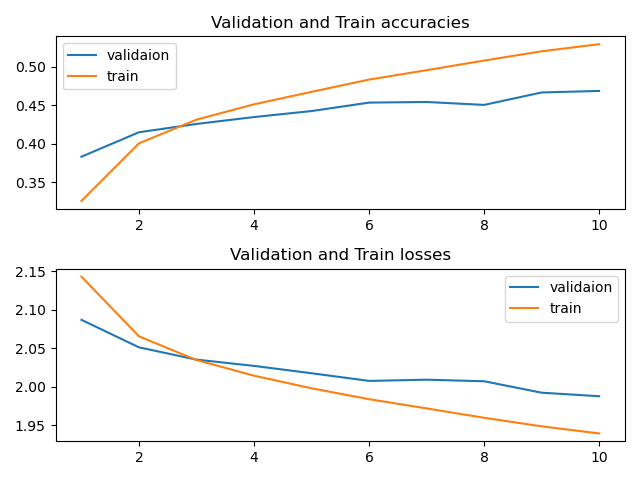 Validation and Train accuracies
validaion
train
0.50
0.45
0.40
0.35
2 4 6 8 10
Validation and Train losses
validaion
train
2.15
2.10
2.05
2.00
1.95
2 4 6 8 10